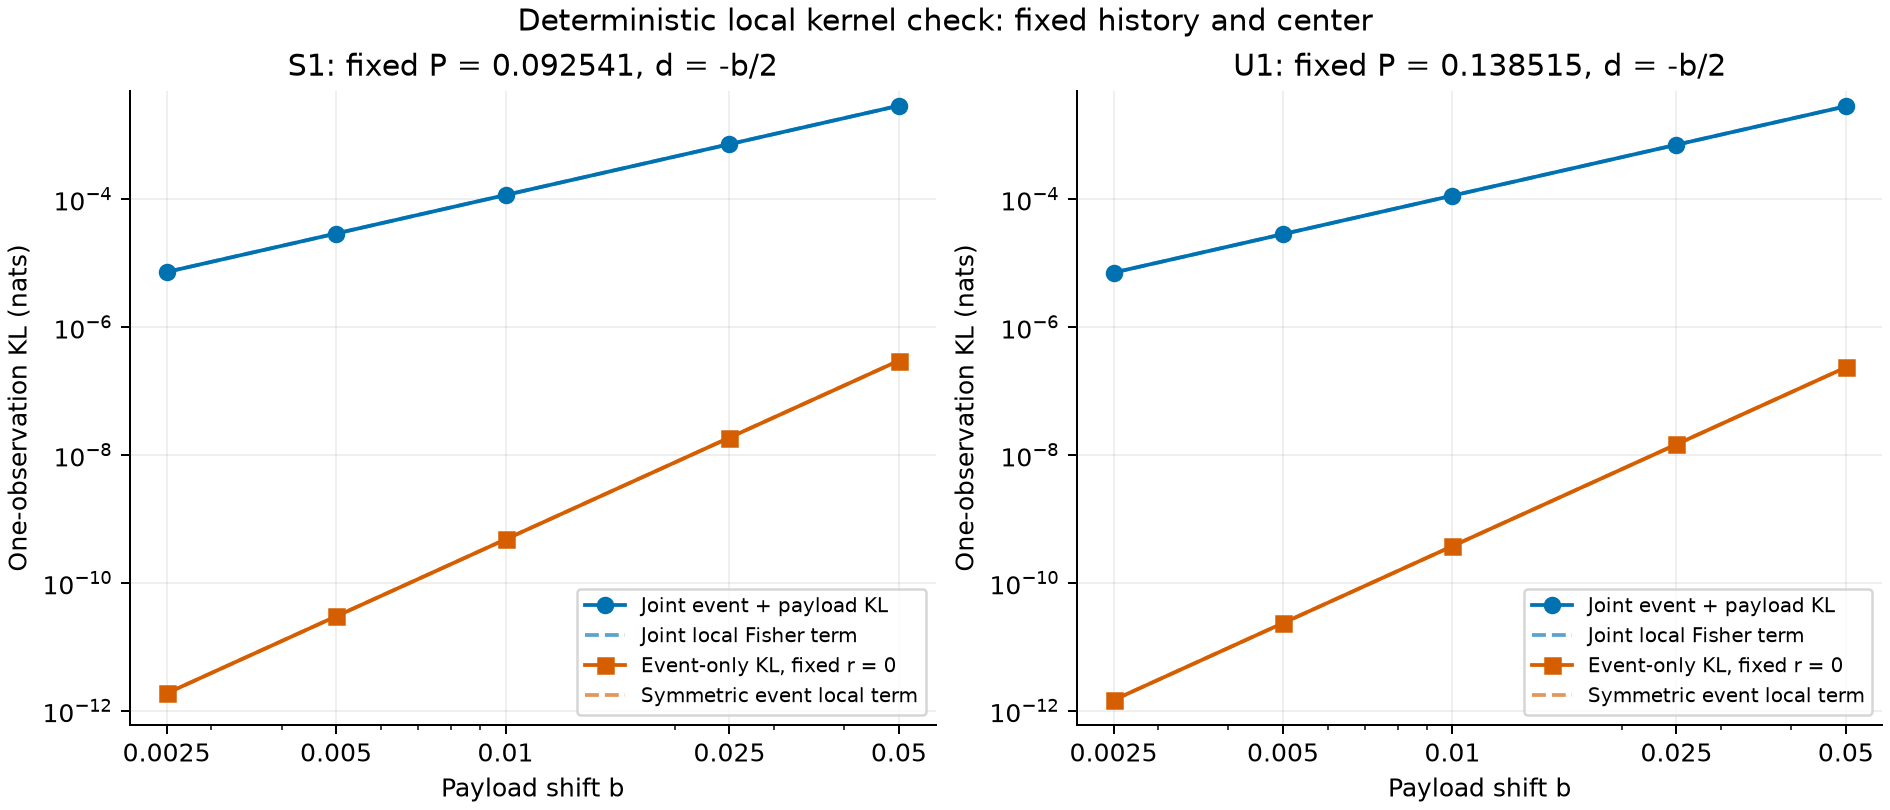 Deterministic local kernel check: fixed history and center
S1: fixed P = 0.092541, d = -b/2
One-observation KL (nats)
10⁻⁴
10⁻⁶
10⁻⁸
10⁻¹⁰
10⁻¹²
Joint event + payload KL
Joint local Fisher term
Event-only KL, fixed r = 0
Symmetric event local term
0.0025 0.005 0.01 0.025 0.05
Payload shift b
U1: fixed P = 0.138515, d = -b/2
One-observation KL (nats)
10⁻⁴
10⁻⁶
10⁻⁸
10⁻¹⁰
10⁻¹²
Joint event + payload KL
Joint local Fisher term
Event-only KL, fixed r = 0
Symmetric event local term
0.0025 0.005 0.01 0.025 0.05
Payload shift b